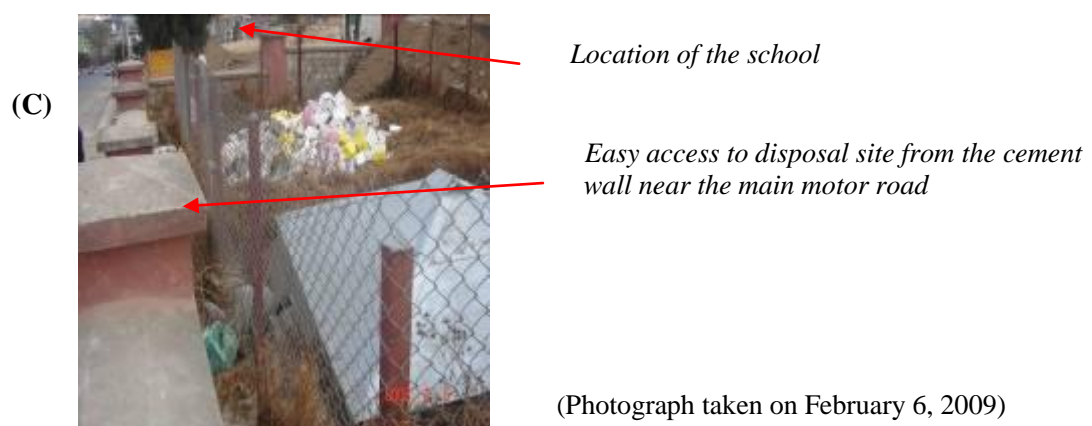 Location of the school
(C)
Easy access to disposal site from the cement
wall near the main motor road
(Photograph taken on February 6, 2009)